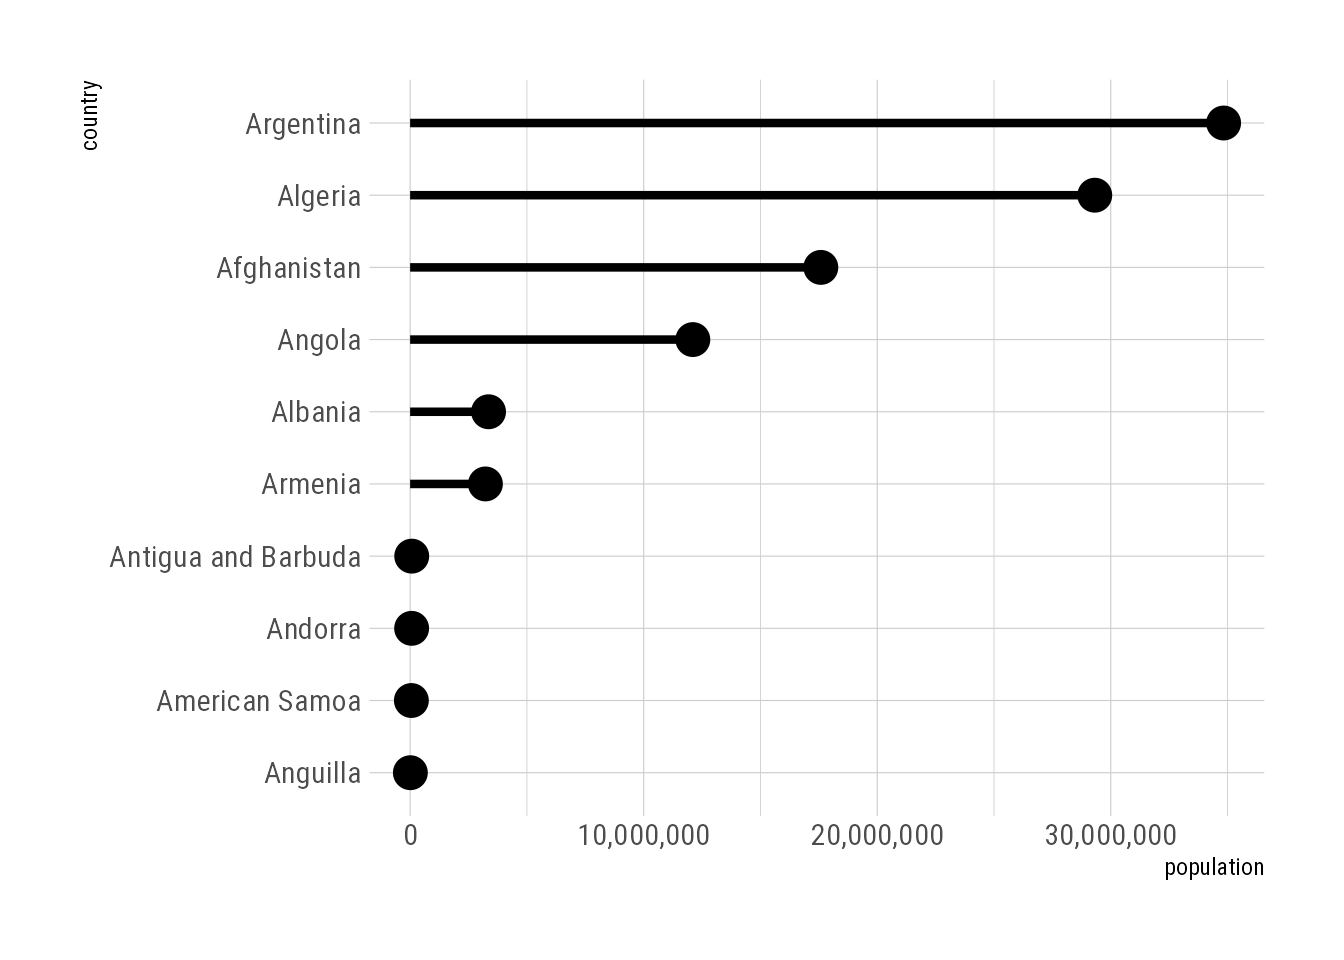 country
Argentina
Algeria
Afghanistan
Angola
Albania
Armenia
Antigua and Barbuda
Andorra
American Samoa
Anguilla
0 10,000,000 20,000,000 30,000,000
population